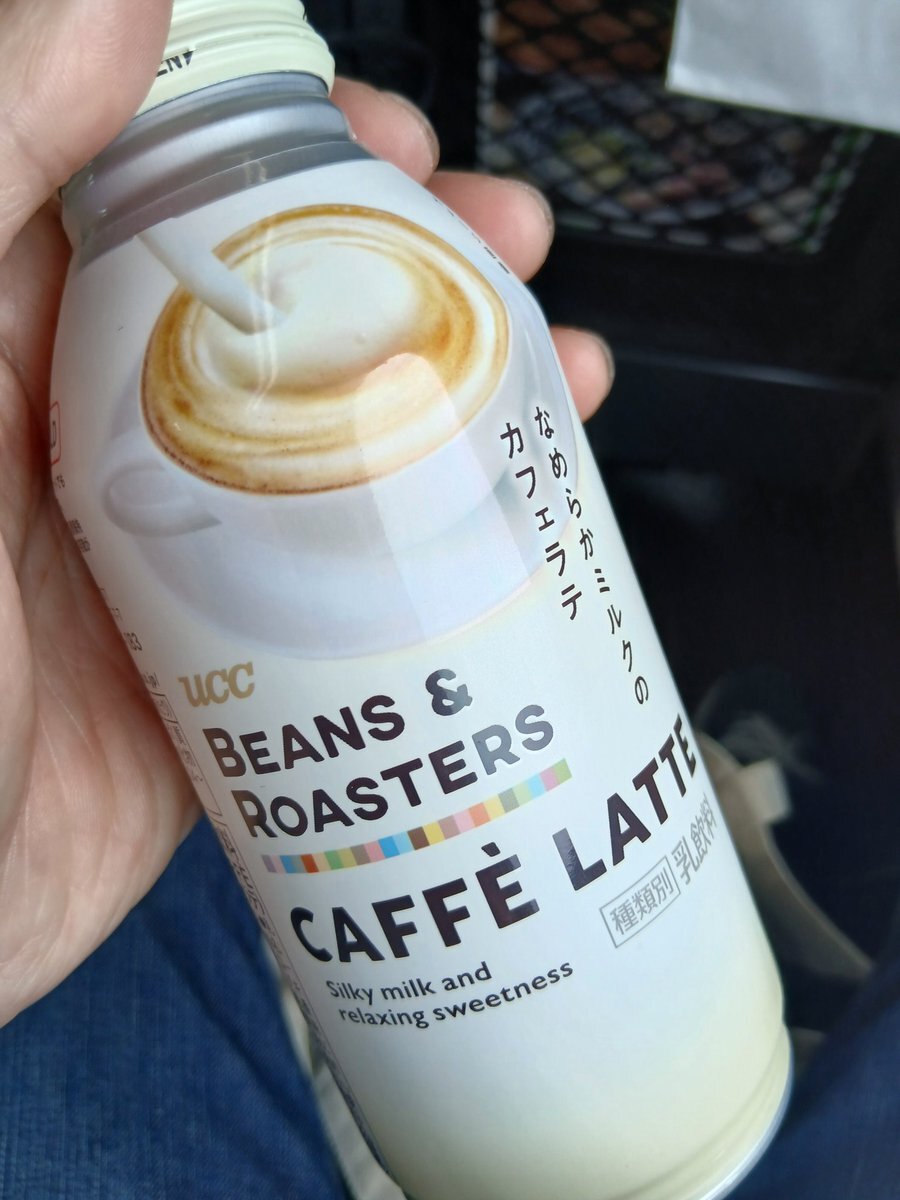 なめらかミルクの
カフェラテ
ucc
BEANS &
ROASTERS
CAFFÈ LATTE
種類別 乳飲料
Silky milk and
relaxing sweetness